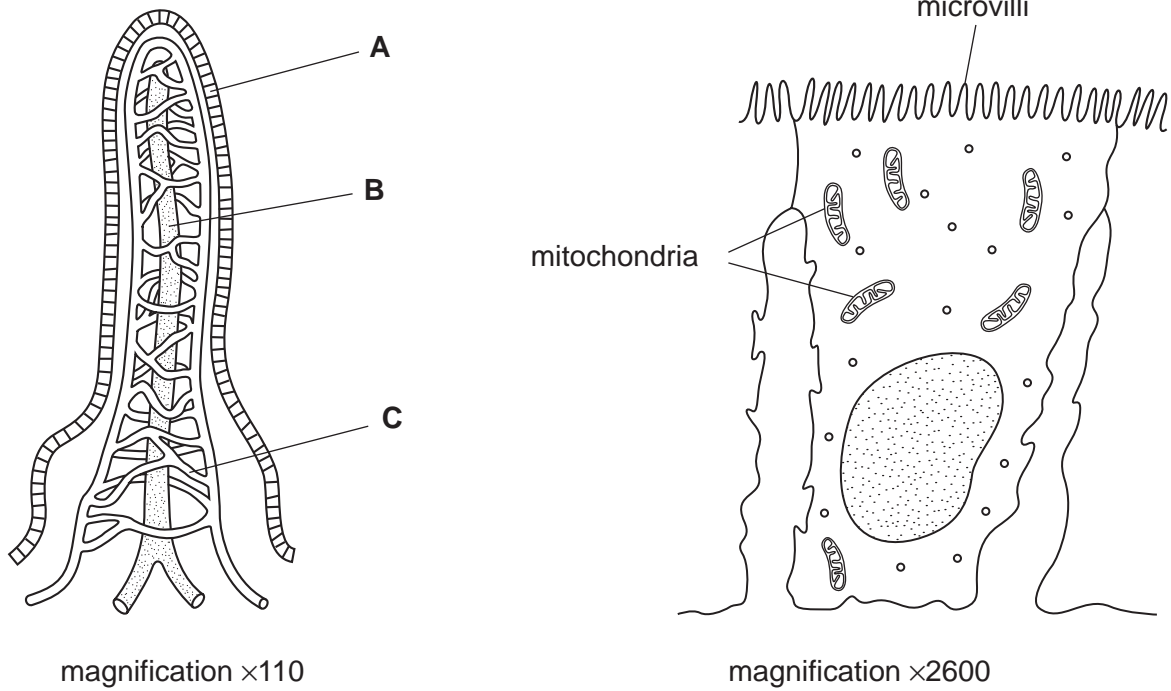 microvilli
A
B
mitochondria
C
magnification ×110
magnification ×2600